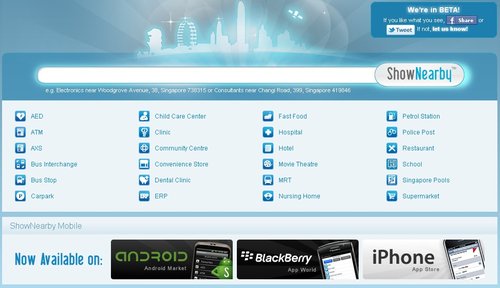 We're in BETA!
If you like what you see, Share or
Tweet it. If not, let us know!
ShowNearby™
e.g. Electronics near Woodgrove Avenue, 38, Singapore 738315 or Consultants near Changi Road, 399, Singapore 419846
AED
Child Care Center
Fast Food
Petrol Station
ATM
Clinic
Hospital
Police Post
AXS
Community Centre
Hotel
Restaurant
Bus Interchange
Convenience Store
Movie Theatre
School
Bus Stop
Dental Clinic
MRT
Singapore Pools
Carpark
ERP
Nursing Home
Supermarket
ShowNearby Mobile
Now Available on:
ANDROID
Android Market
BlackBerry
App World
iPhone
App Store